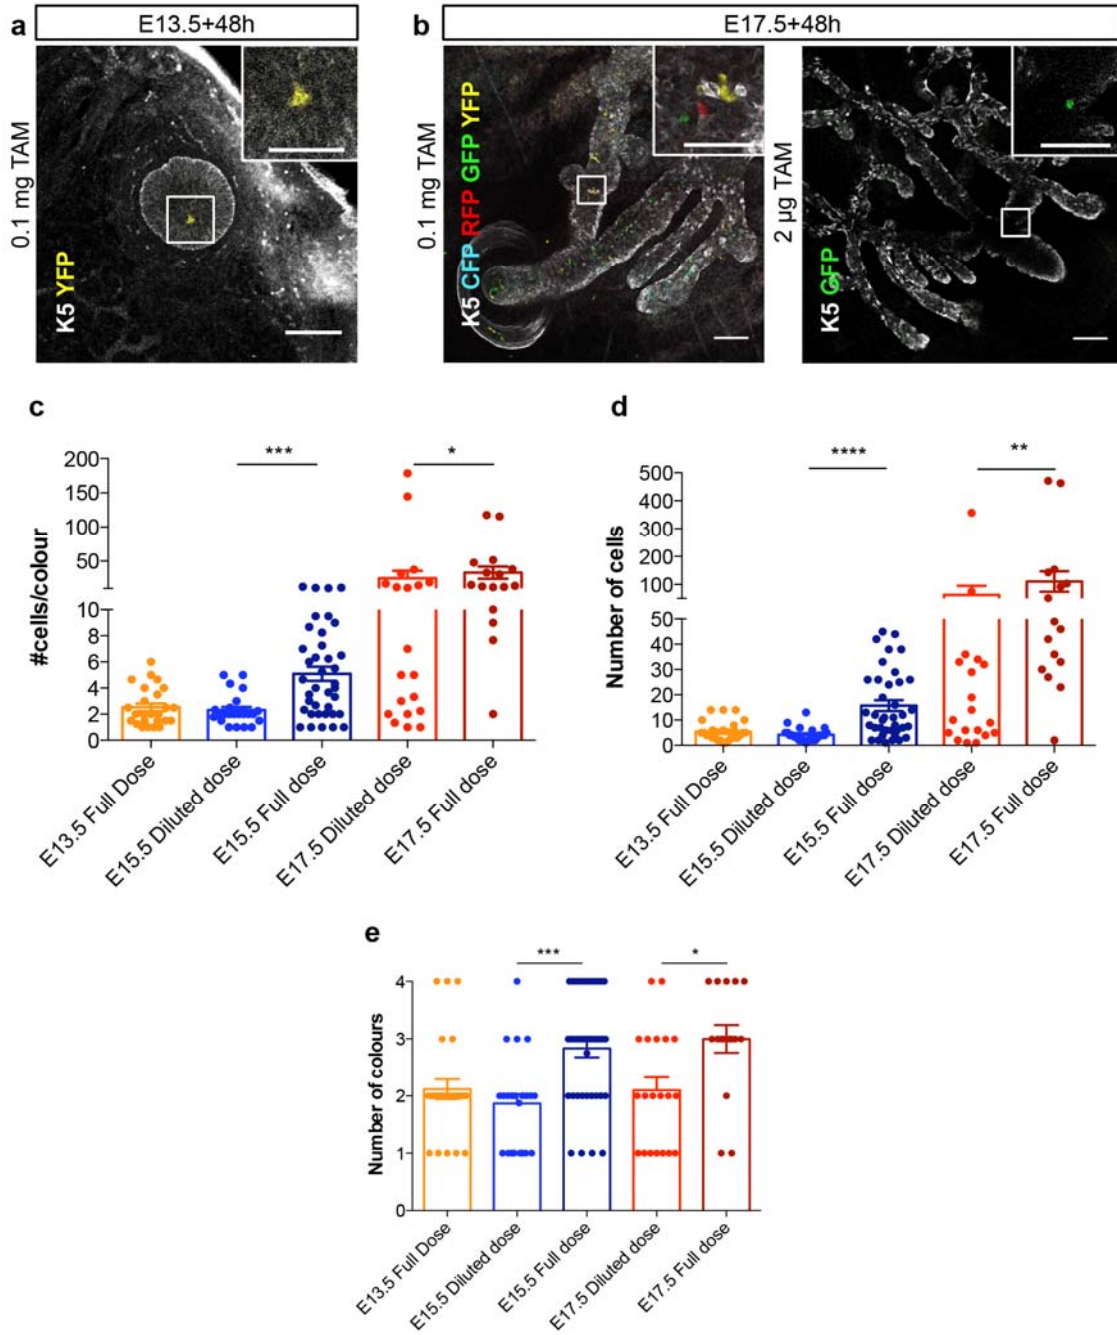 a
E13.5+48h
b
E17.5+48h
0.1 mg TAM
K5 YFP
0.1 mg TAM
K5 CFP RFP GFP YFP
2 µg TAM
K5 GFP
c
#cells/colour
200
150
100
50
10
8
6
4
2
0
***
*
E13.5 Full Dose
E15.5 Diluted dose
E15.5 Full dose
E17.5 Diluted dose
E17.5 Full dose
d
Number of cells
500
400
300
200
100
50
40
30
20
10
0
****
**
E13.5 Full Dose
E15.5 Diluted dose
E15.5 Full dose
E17.5 Diluted dose
E17.5 Full dose
e
Number of colours
4
3
2
1
0
***
*
E13.5 Full Dose
E15.5 Diluted dose
E15.5 Full dose
E17.5 Diluted dose
E17.5 Full dose